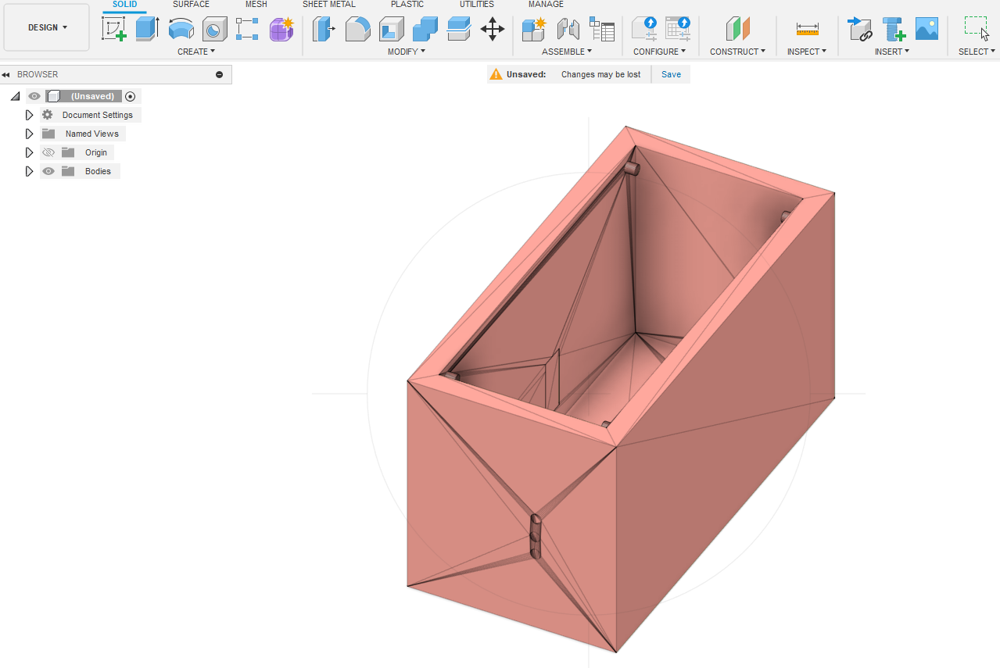 SOLID SURFACE MESH SHEET METAL PLASTIC UTILITIES MANAGE
DESIGN
CREATE MODIFY ASSEMBLE CONFIGURE CONSTRUCT INSPECT INSERT SELECT
BROWSER
Unsaved: Changes may be lost Save
(Unsaved)
Document Settings
Named Views
Origin
Bodies